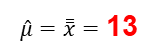 μ̂ = x̿ = 13